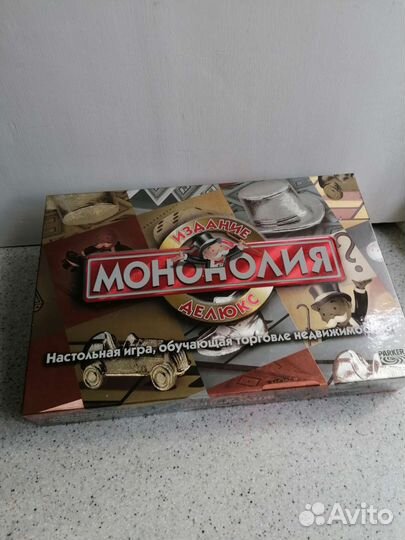 ИЗДАНИЕ
МОНОПОЛИЯ
ДЕЛЮКС
Настольная игра, обучающая торговле недвижимо
PARKER
Avito